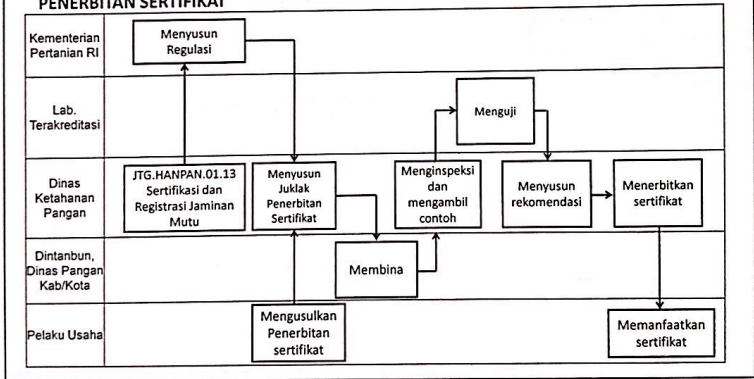 PENERBITAN SERTIFIKAT
Kementerian
Pertanian RI
Menyusun
Regulasi
Lab.
Terakreditasi
Menguji
Dinas
Ketahanan
Pangan
JTG.HANPAN.01.13
Sertifikasi dan
Registrasi Jaminan
Mutu
Menyusun
Juklak
Penerbitan
Sertifikat
Menginspeksi
dan
mengambil
contoh
Menyusun
rekomendasi
Menerbitkan
sertifikat
Dintanbun,
Dinas Pangan
Kab/Kota
Membina
Pelaku Usaha
Mengusulkan
Penerbitan
sertifikat
Memanfaatkan
sertifikat